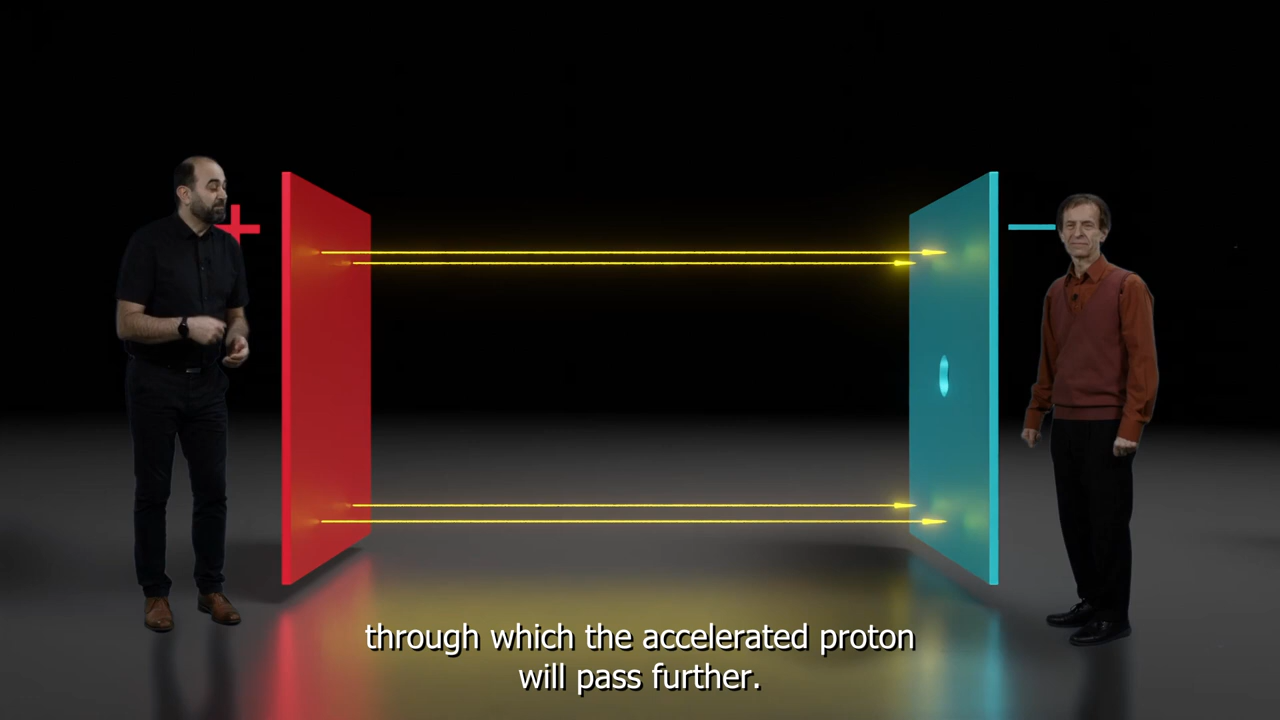 +
−
through which the accelerated proton
will pass further.